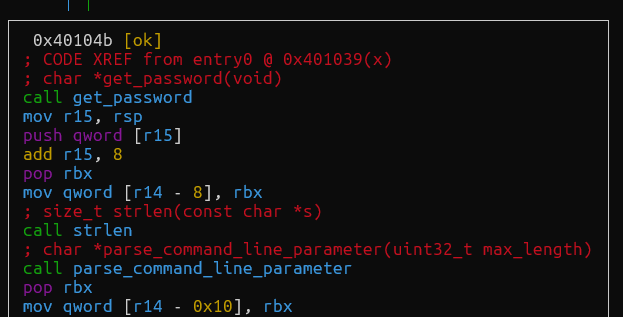 0x40104b [ok]
; CODE XREF from entry0 @ 0x401039(x)
; char *get_password(void)
call get_password
mov r15, rsp
push qword [r15]
add r15, 8
pop rbx
mov qword [r14 - 8], rbx
; size_t strlen(const char *s)
call strlen
; char *parse_command_line_parameter(uint32_t max_length)
call parse_command_line_parameter
pop rbx
mov qword [r14 - 0x10], rbx